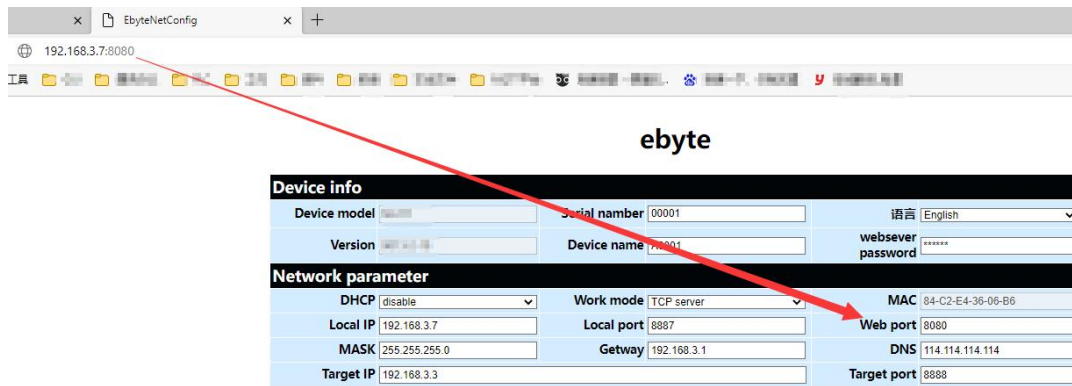 EbyteNetConfig
192.168.3.7:8080
工具
ebyte
Device info
Device model Serial number 00001 语言 English
Version Device name A0001 websever password ******
Network parameter
DHCP disable Work mode TCP server MAC 84-C2-E4-36-06-B6
Local IP 192.168.3.7 Local port 8887 Web port 8080
MASK 255.255.255.0 Getway 192.168.3.1 DNS 114.114.114.114
Target IP 192.168.3.3 Target port 8888